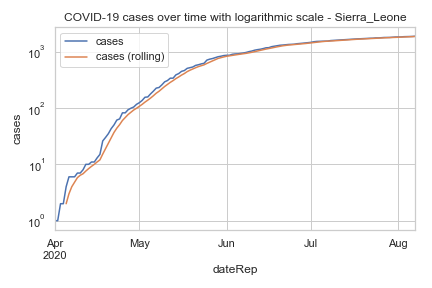 COVID-19 cases over time with logarithmic scale - Sierra_Leone
cases
cases (rolling)
10³
10²
10¹
10⁰
cases
Apr
2020
May
Jun
Jul
Aug
dateRep